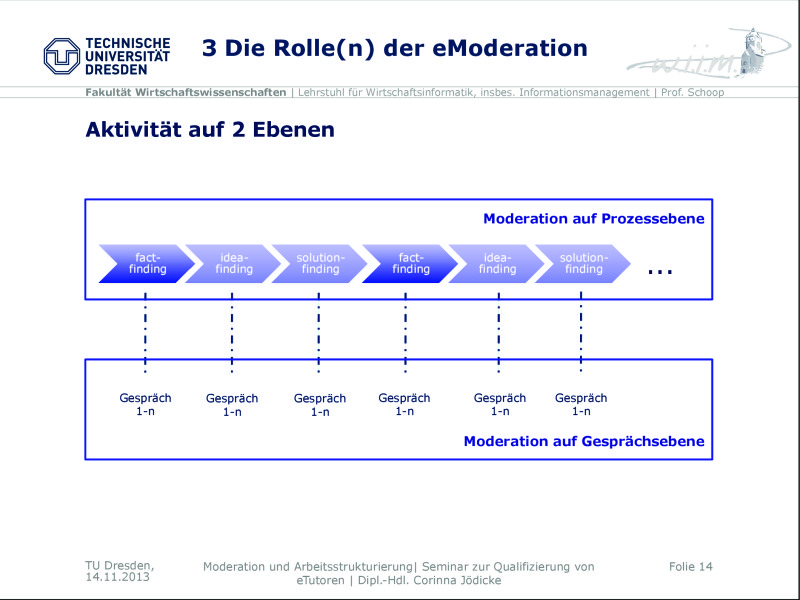 TECHNISCHE
UNIVERSITÄT
DRESDEN
3 Die Rolle(n) der eModeration
w.i.i.m.
Fakultät Wirtschaftswissenschaften | Lehrstuhl für Wirtschaftsinformatik, insbes. Informationsmanagement | Prof. Schoop
Aktivität auf 2 Ebenen
Moderation auf Prozessebene
fact-
finding
idea-
finding
solution-
finding
fact-
finding
idea-
finding
solution-
finding
...
Gespräch
1-n
Gespräch
1-n
Gespräch
1-n
Gespräch
1-n
Gespräch
1-n
Gespräch
1-n
Moderation auf Gesprächsebene
TU Dresden,
14.11.2013
Moderation und Arbeitsstrukturierung| Seminar zur Qualifizierung von
eTutoren | Dipl.-Hdl. Corinna Jödicke
Folie 14